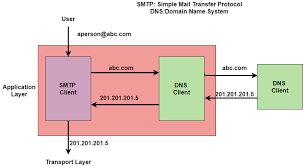 SMTP: Simple Mail Transfer Protocol
DNS:Domain Name System
User
aperson@abc.com
abc.com
abc.com
Application
Layer
SMTP
Client
DNS
Client
DNS
Client
201.201.201.5
201.201.201.5
201.201.201.5
Transport Layer